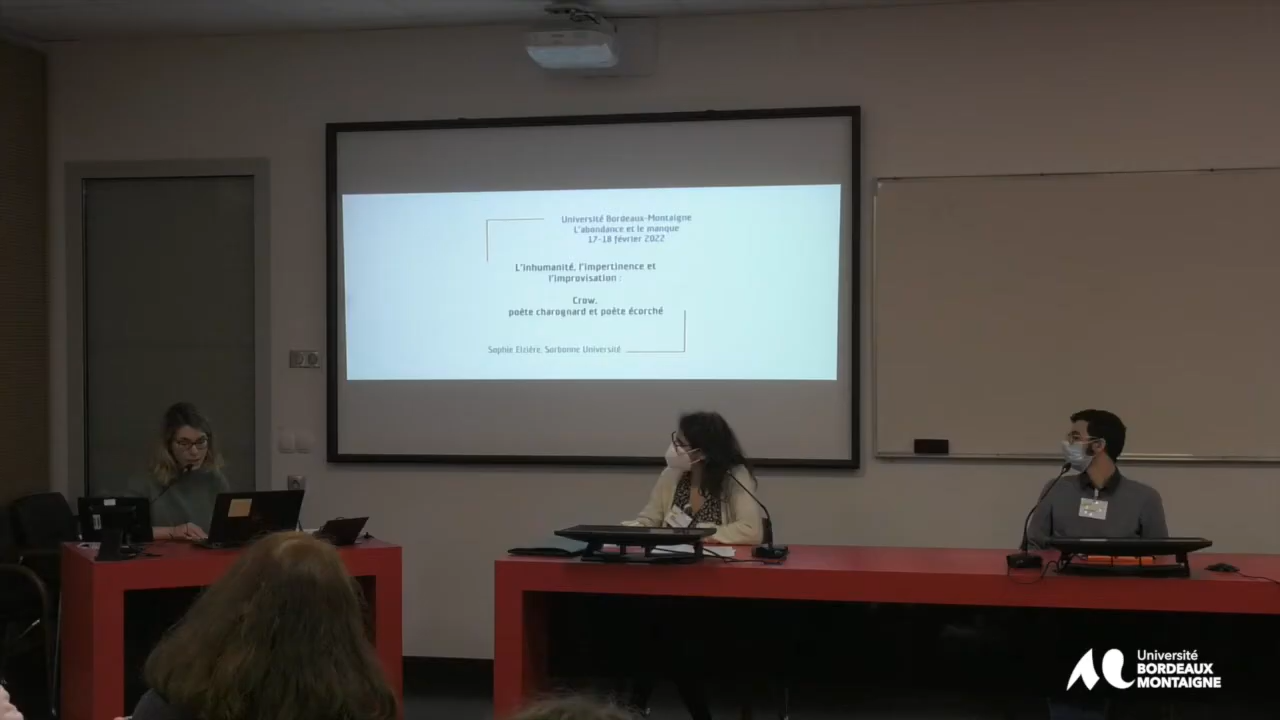 Université Bordeaux-Montaigne
L'abondance et le manque
17-18 février 2022
L'inhumanité, l'impertinence et
l'improvisation :
Crow,
poète charognard et poète écorché
Sophie Elzière, Sorbonne Université
Université
BORDEAUX
MONTAIGNE